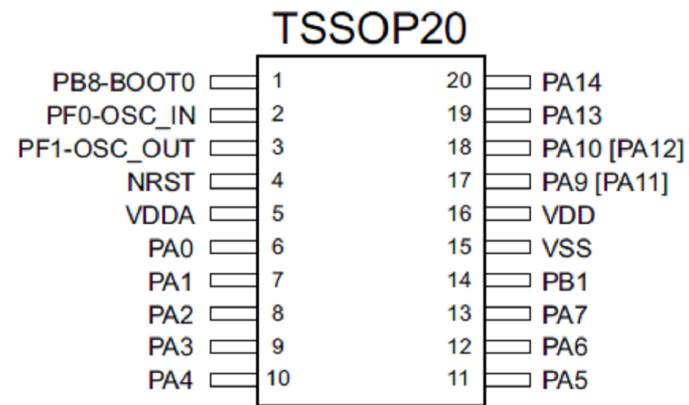 TSSOP20
PB8-BOOT0 1 20 PA14
PF0-OSC_IN 2 19 PA13
PF1-OSC_OUT 3 18 PA10 [PA12]
NRST 4 17 PA9 [PA11]
VDDA 5 16 VDD
PA0 6 15 VSS
PA1 7 14 PB1
PA2 8 13 PA7
PA3 9 12 PA6
PA4 10 11 PA5